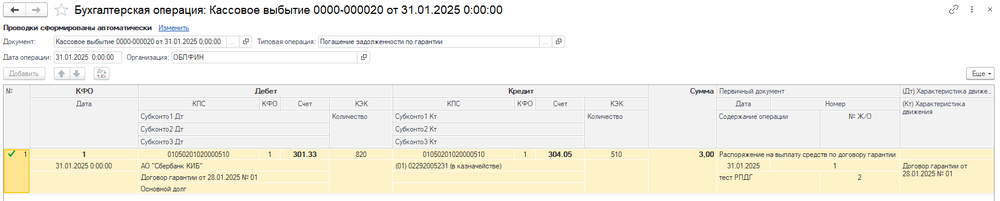 Бухгалтерская операция: Кассовое выбытие 0000-000020 от 31.01.2025 0:00:00
Проводки сформированы автоматически Изменить
Документ: Кассовое выбытие 0000-000020 от 31.01.2025 0:00:00 ... Типовая операция: Погашение задолженности по гарантии ...
Дата операции: 31.01.2025 0:00:00 Организация: ОБЛФИН
Добавить Дт Кт Еще
№ КФО Дебет Кредит Сумма Первичный документ (Дт) Характеристика движе...
Дата КПС КФО Счет КЭК КПС КФО Счет КЭК Дата Номер (Кт) Характеристика движения
Субконто1 Дт Количество Субконто1 Кт Количество Содержание операции № Ж/О
Субконто2 Дт Субконто2 Кт
Субконто3 Дт Субконто3 Кт
1 1 01050201020000510 1 301.33 820 01050201020000510 1 304.05 510 3,00 Распоряжение на выплату средств по договору гарантии
31.01.2025 0:00:00 АО "Сбербанк КИБ" (01) 02292005231 (в казначействе) 31.01.2025 1 Договор гарантии от 28.01.2025 № 01
Договор гарантии от 28.01.2025 № 01 тест РПДГ 2
Основной долг